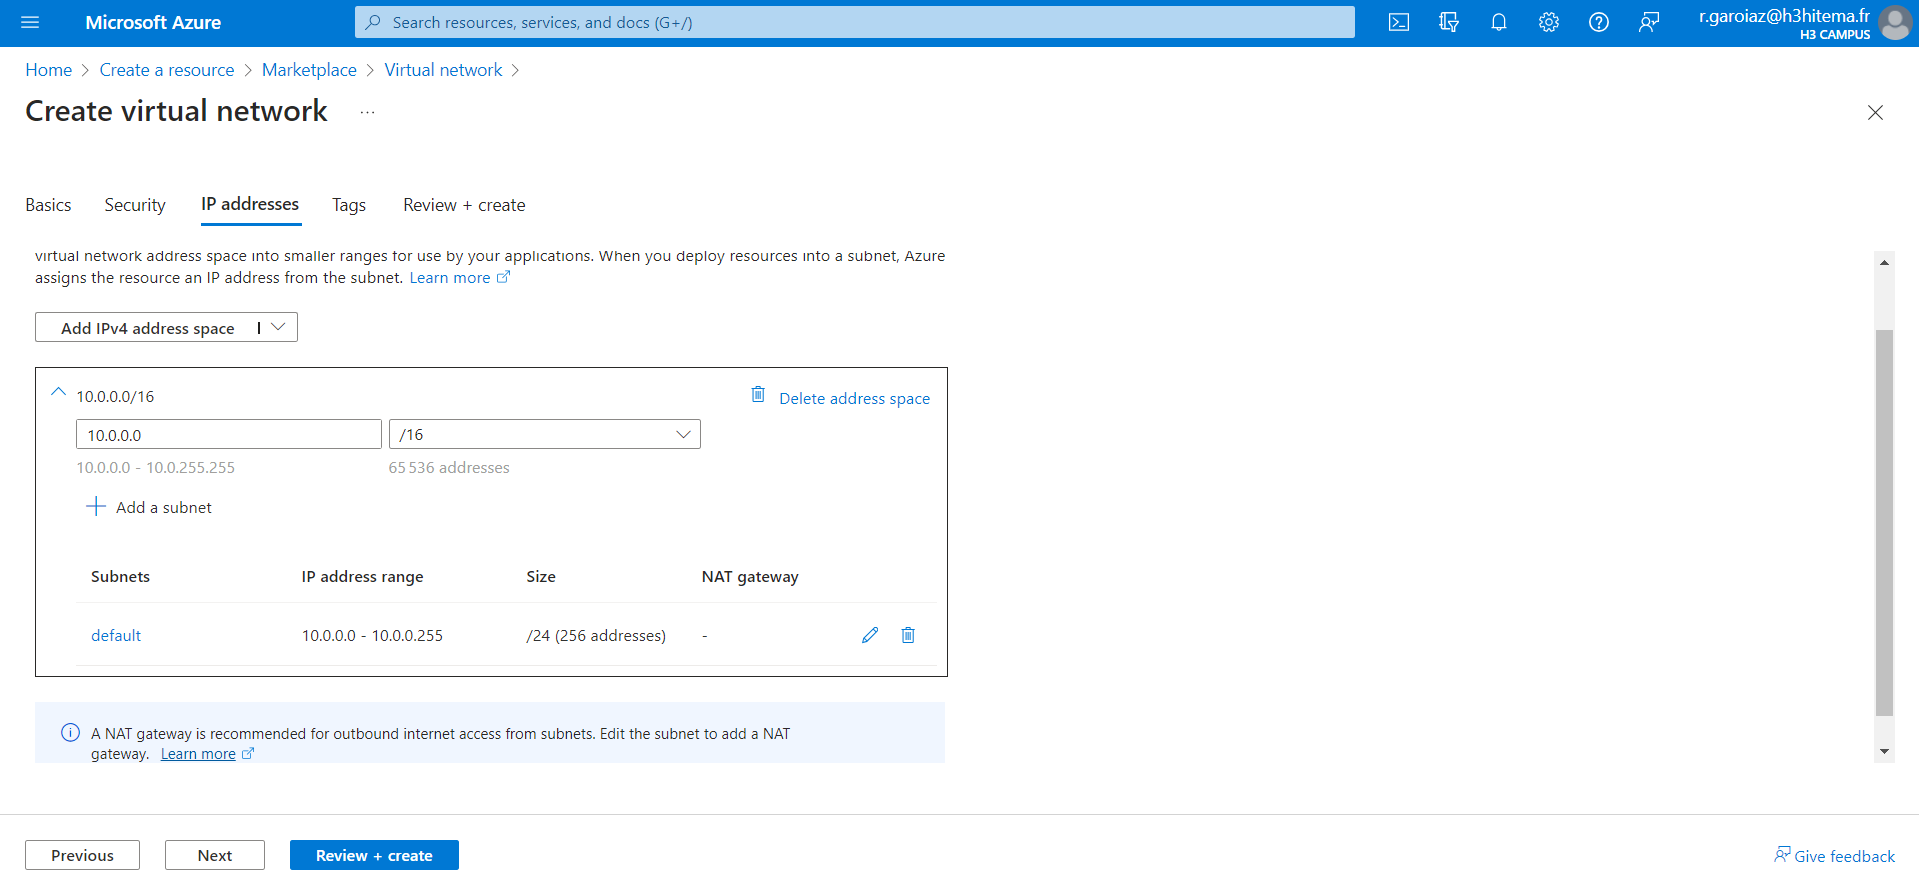 Microsoft Azure
Search resources, services, and docs (G+/)
r.garoiaz@h3hitema.fr
H3 CAMPUS
Home > Create a resource > Marketplace > Virtual network >
Create virtual network ...
Basics Security IP addresses Tags Review + create
virtual network address space into smaller ranges for use by your applications. When you deploy resources into a subnet, Azure
assigns the resource an IP address from the subnet. Learn more
Add IPv4 address space
10.0.0.0/16
Delete address space
10.0.0.0 /16
10.0.0.0 - 10.0.255.255 65 536 addresses
Add a subnet
Subnets IP address range Size NAT gateway
default 10.0.0.0 - 10.0.0.255 /24 (256 addresses) -
A NAT gateway is recommended for outbound internet access from subnets. Edit the subnet to add a NAT
gateway. Learn more
Previous Next Review + create Give feedback